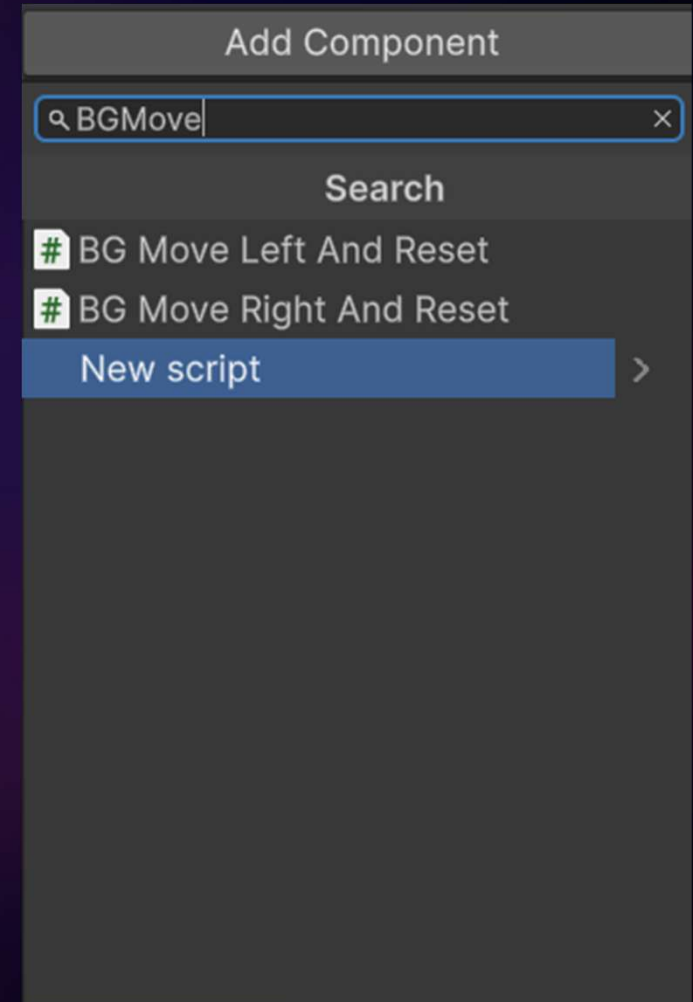 Add Component
BGMove
Search
# BG Move Left And Reset
# BG Move Right And Reset
New script